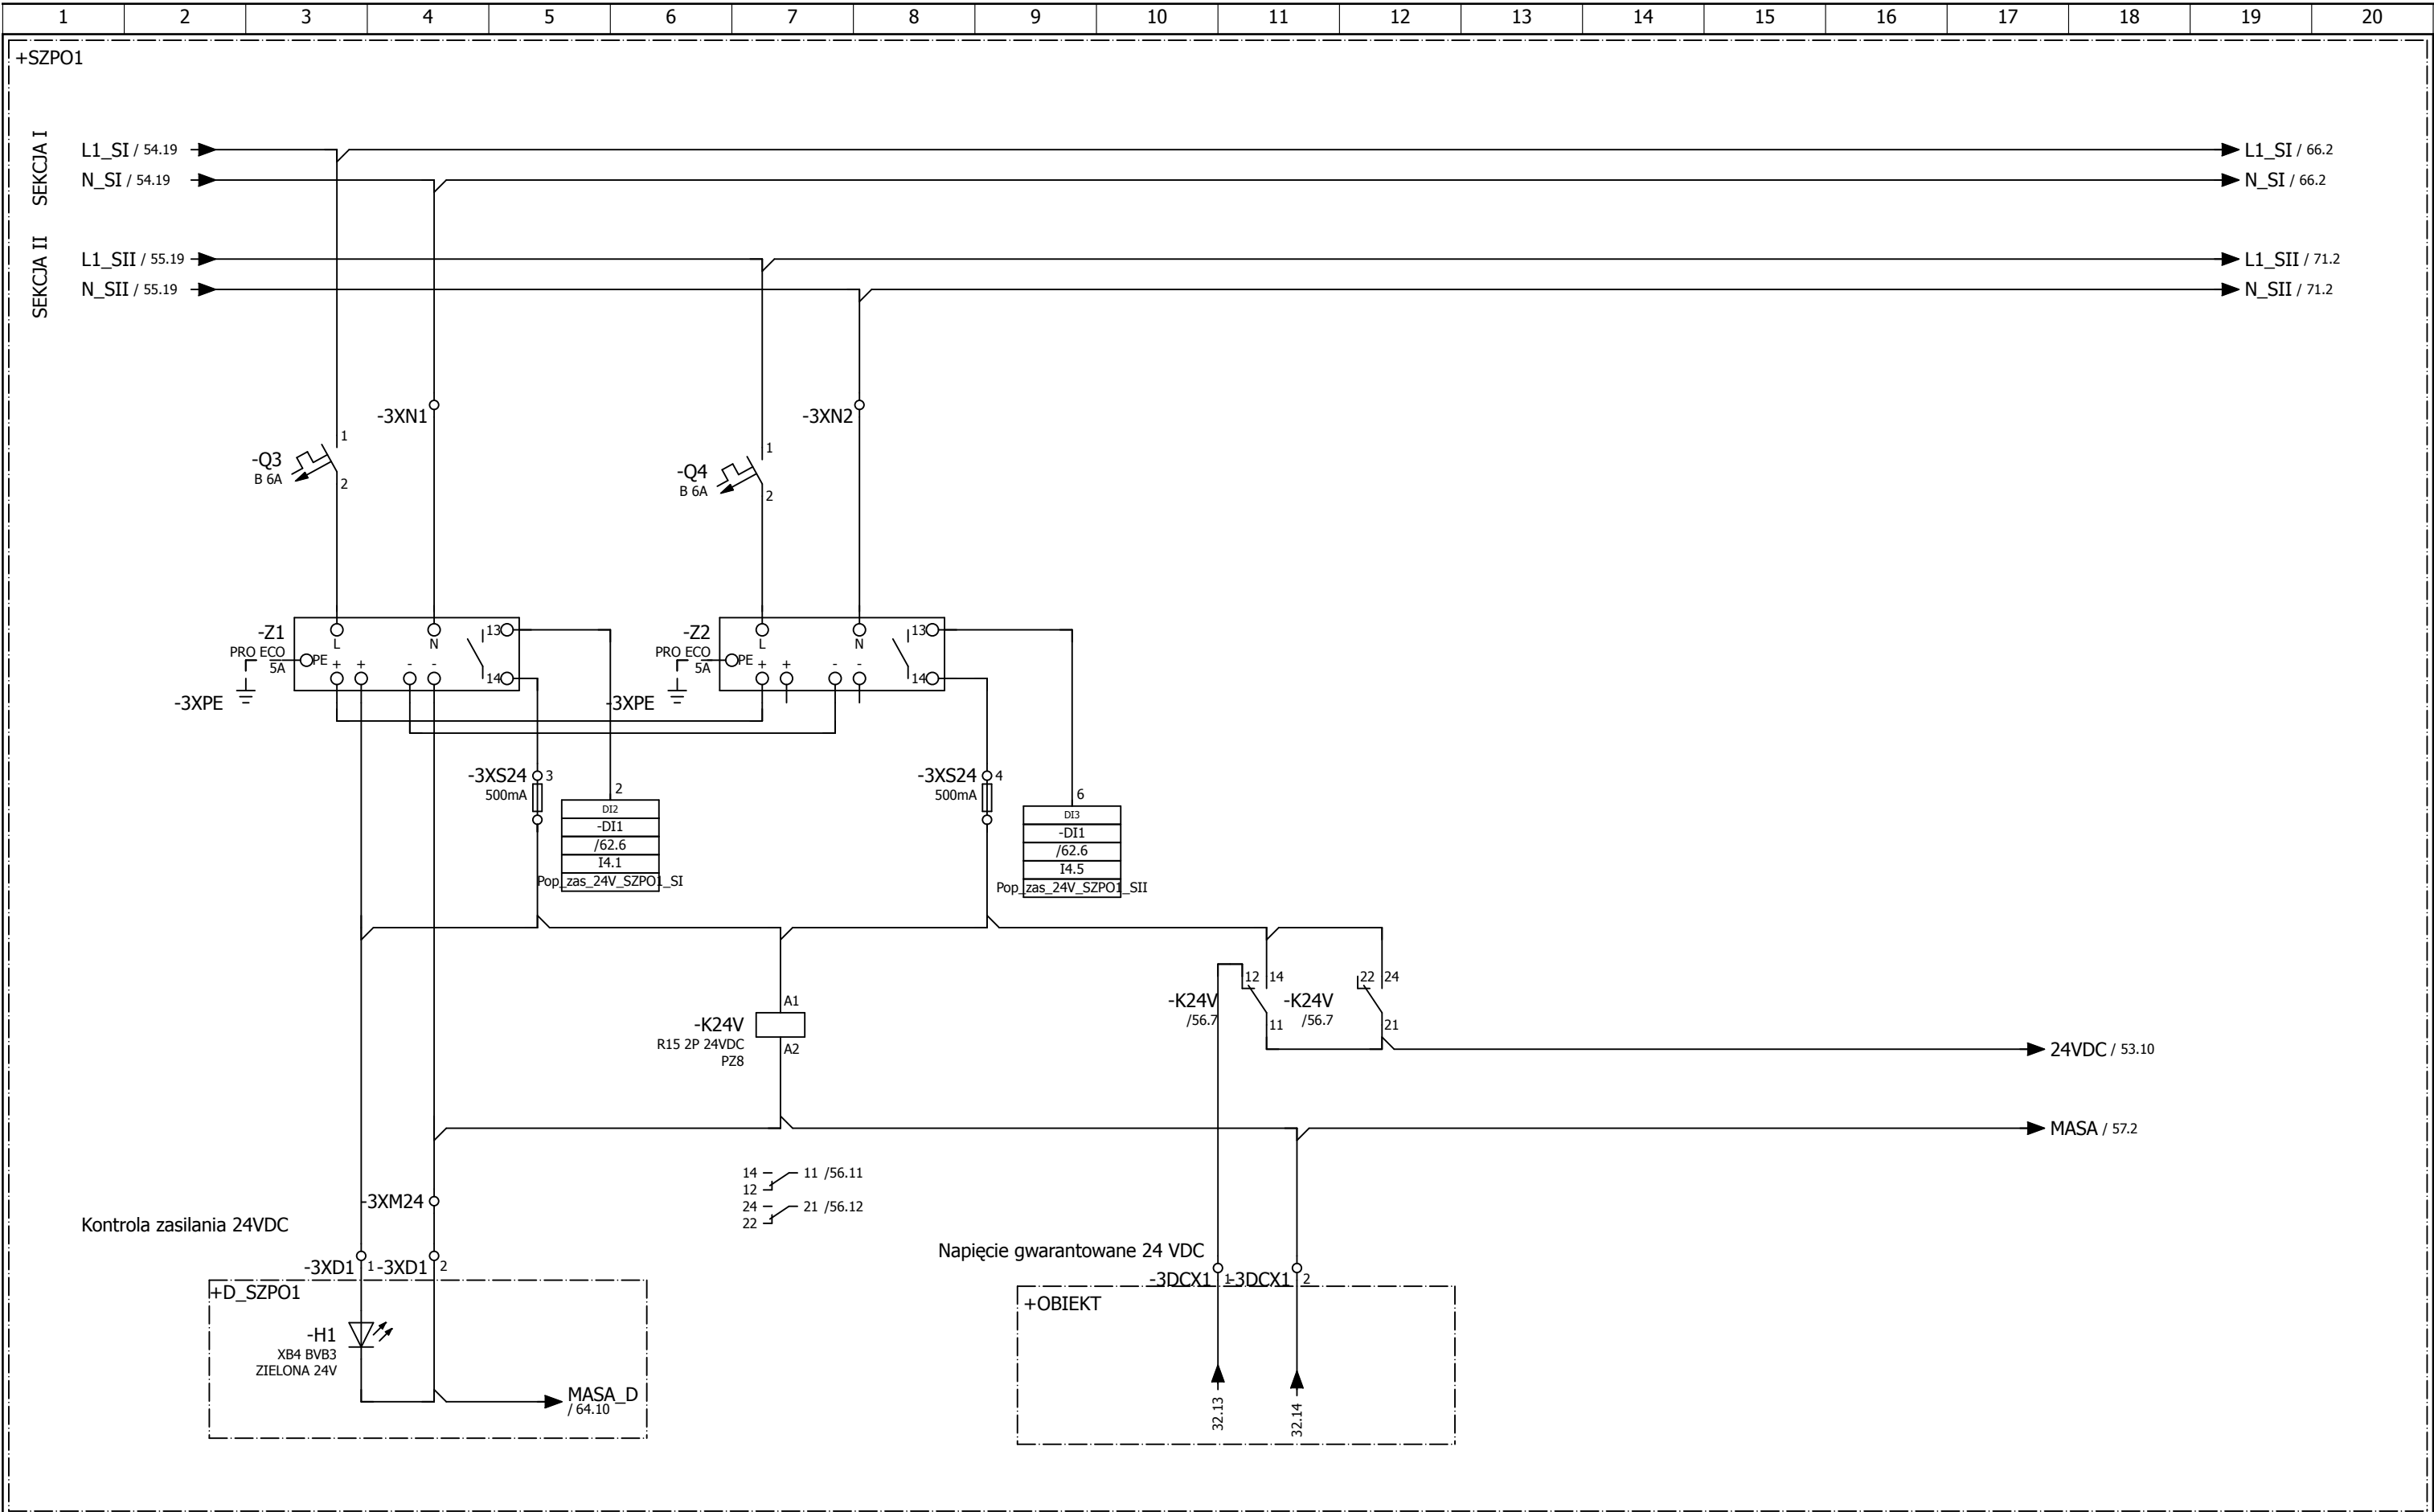 1 2 3 4 5 6 7 8 9 10 11 12 13 14 15 16 17 18 19 20
+SZPO1
SEKCJA I
L1_SI / 54.19
L1_SI / 66.2
N_SI / 54.19
N_SI / 66.2
SEKCJA II
L1_SII / 55.19
L1_SII / 71.2
N_SII / 55.19
N_SII / 71.2
-3XN1
-3XN2
-Q3
B 6A
1
2
-Q4
B 6A
1
2
-Z1
PRO ECO
5A
L
N
PE
+ + - -
13
14
-3XPE
-Z2
PRO ECO
5A
L
N
PE
+ + - -
13
14
-3XPE
-3XS24 3
500mA
2
DI2
-DI1
/62.6
I4.1
Pop_zas_24V_SZPO1_SI
-3XS24 4
500mA
6
DI3
-DI1
/62.6
I4.5
Pop_zas_24V_SZPO1_SII
-K24V
R15 2P 24VDC
PZ8
A1
A2
12 14
-K24V
/56.7
11
22 24
-K24V
/56.7
21
24VDC / 53.10
MASA / 57.2
14 11 /56.11
12
24 21 /56.12
22
-3XM24
Kontrola zasilania 24VDC
-3XD1 1 -3XD1 2
+D_SZPO1
-H1
XB4 BVB3
ZIELONA 24V
MASA_D
/ 64.10
Napięcie gwarantowane 24 VDC
-3DCX1 1 -3DCX1 2
+OBIEKT
32.13
32.14